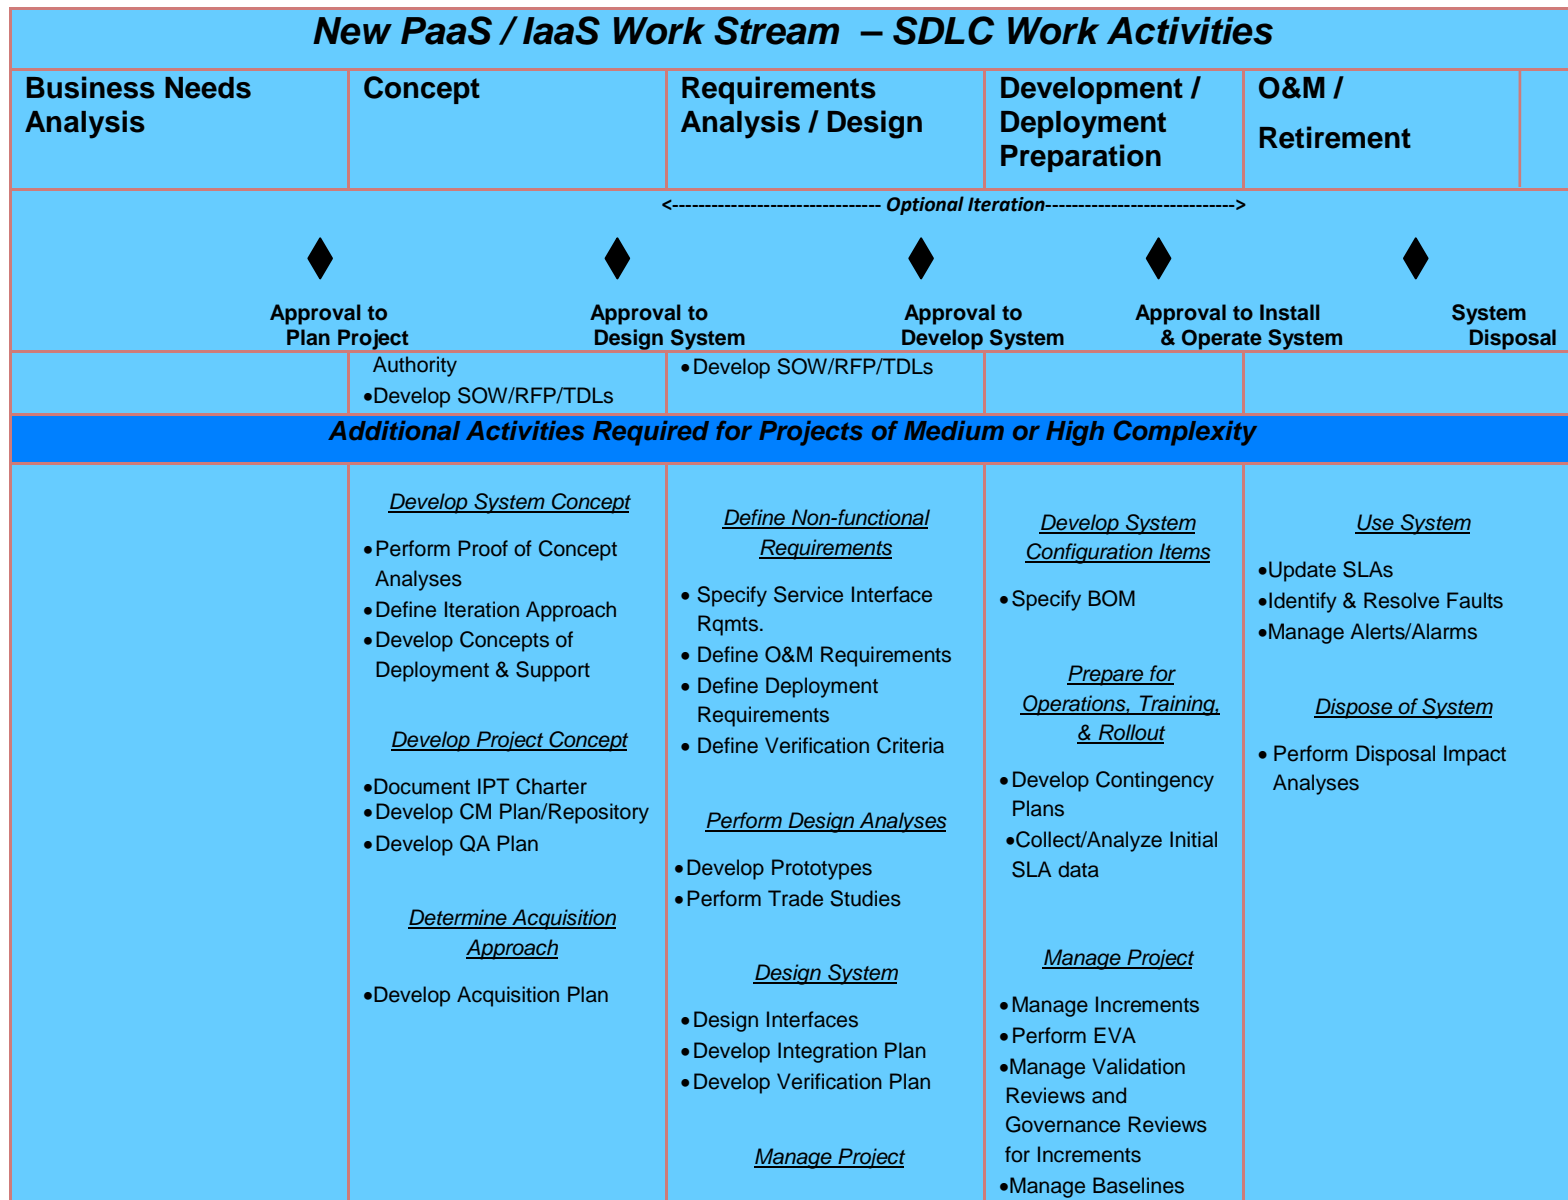 New PaaS / IaaS Work Stream – SDLC Work Activities
Business Needs
Analysis
Concept
Requirements
Analysis / Design
Development /
Deployment
Preparation
O&M /
Retirement
<-------------------------------- Optional Iteration----------------------------->
Approval to
Plan Project
Approval to
Design System
Approval to
Develop System
Approval to Install
& Operate System
System
Disposal
Authority
•Develop SOW/RFP/TDLs
•Develop SOW/RFP/TDLs
Additional Activities Required for Projects of Medium or High Complexity
Develop System Concept
•Perform Proof of Concept
Analyses
•Define Iteration Approach
•Develop Concepts of
Deployment & Support
Develop Project Concept
•Document IPT Charter
•Develop CM Plan/Repository
•Develop QA Plan
Determine Acquisition
Approach
•Develop Acquisition Plan
Define Non-functional
Requirements
• Specify Service Interface
Rqmts.
• Define O&M Requirements
• Define Deployment
Requirements
• Define Verification Criteria
Perform Design Analyses
•Develop Prototypes
•Perform Trade Studies
Design System
•Design Interfaces
•Develop Integration Plan
•Develop Verification Plan
Manage Project
Develop System
Configuration Items
•Specify BOM
Prepare for
Operations, Training,
& Rollout
•Develop Contingency
Plans
•Collect/Analyze Initial
SLA data
Manage Project
•Manage Increments
•Perform EVA
•Manage Validation
Reviews and
Governance Reviews
for Increments
•Manage Baselines
Use System
•Update SLAs
•Identify & Resolve Faults
•Manage Alerts/Alarms
Dispose of System
• Perform Disposal Impact
Analyses